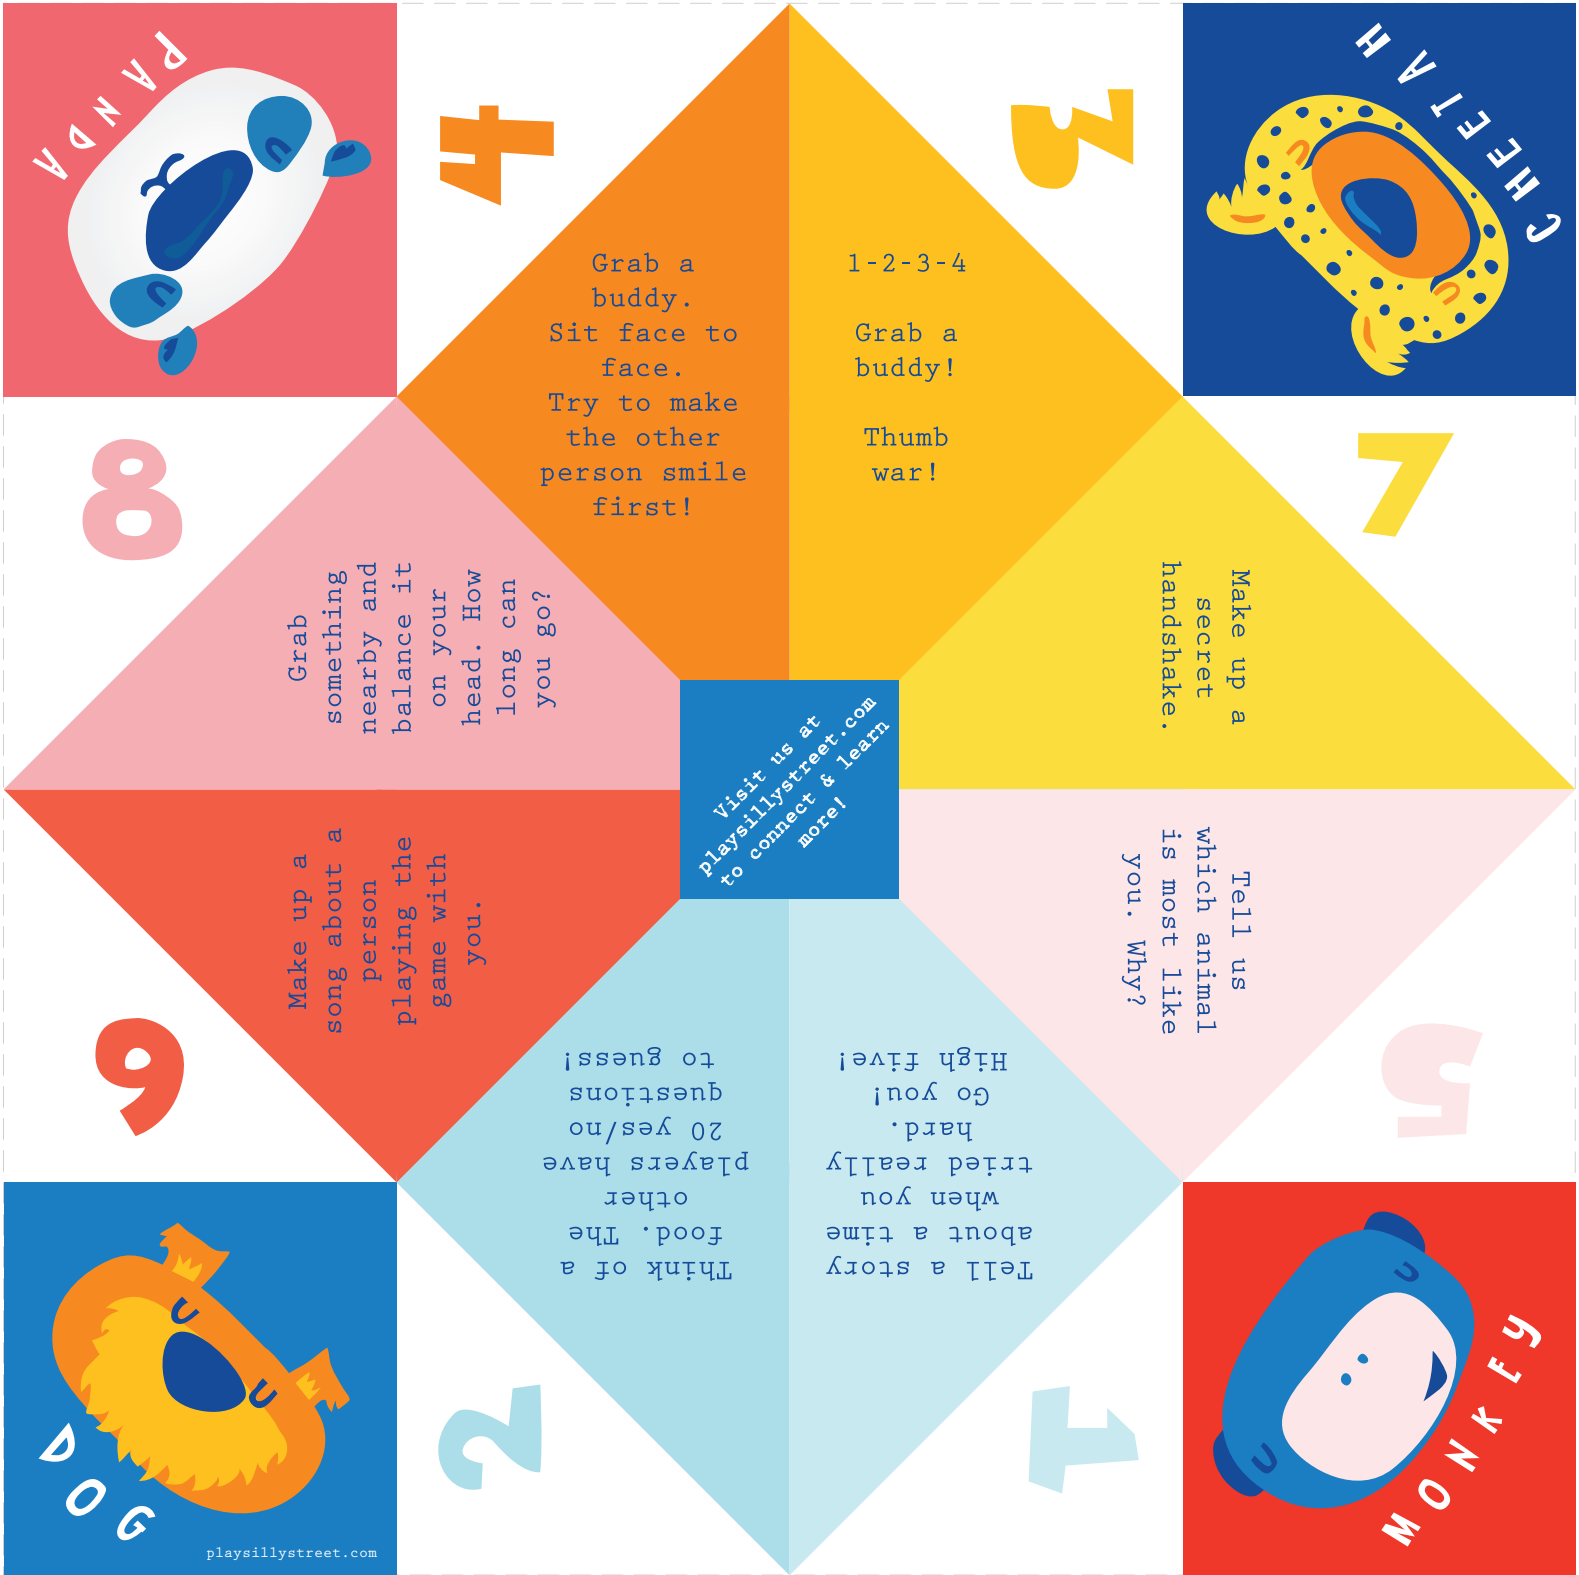 PANDA
4
3
CHEETAH
Grab a
buddy.
Sit face to
face.
Try to make
the other
person smile
first!
1-2-3-4
Grab a
buddy!
Thumb
war!
8
7
Grab
something
nearby and
balance it
on your
head. How
long can
you go?
Make up a
secret
handshake.
Visit us at
playsillystreet.com
to connect & learn
more!
Make up a
song about a
person
playing the
game with
you.
Tell us
which animal
is most like
you. Why?
6
5
Think of a
food. The
other
players have
20 yes/no
questions
to guess!
Tell a story
about a time
when you
tried really
hard.
Go you!
High five!
2
1
DOG
playsillystreet.com
MONKEY